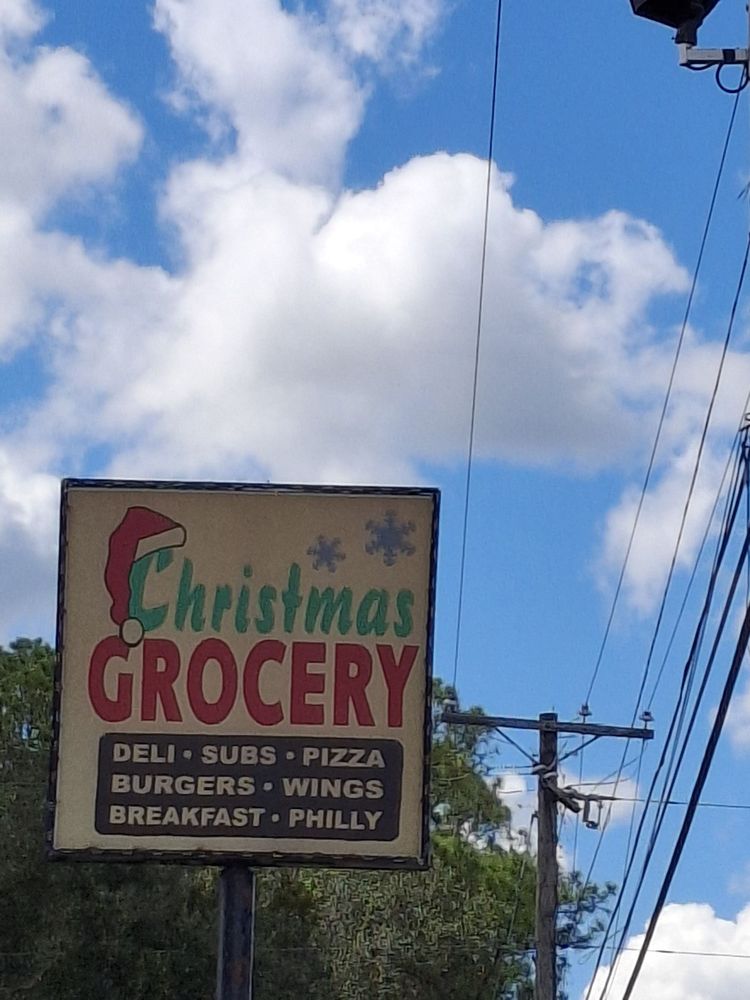 Christmas
GROCERY
DELI • SUBS • PIZZA
BURGERS • WINGS
BREAKFAST • PHILLY